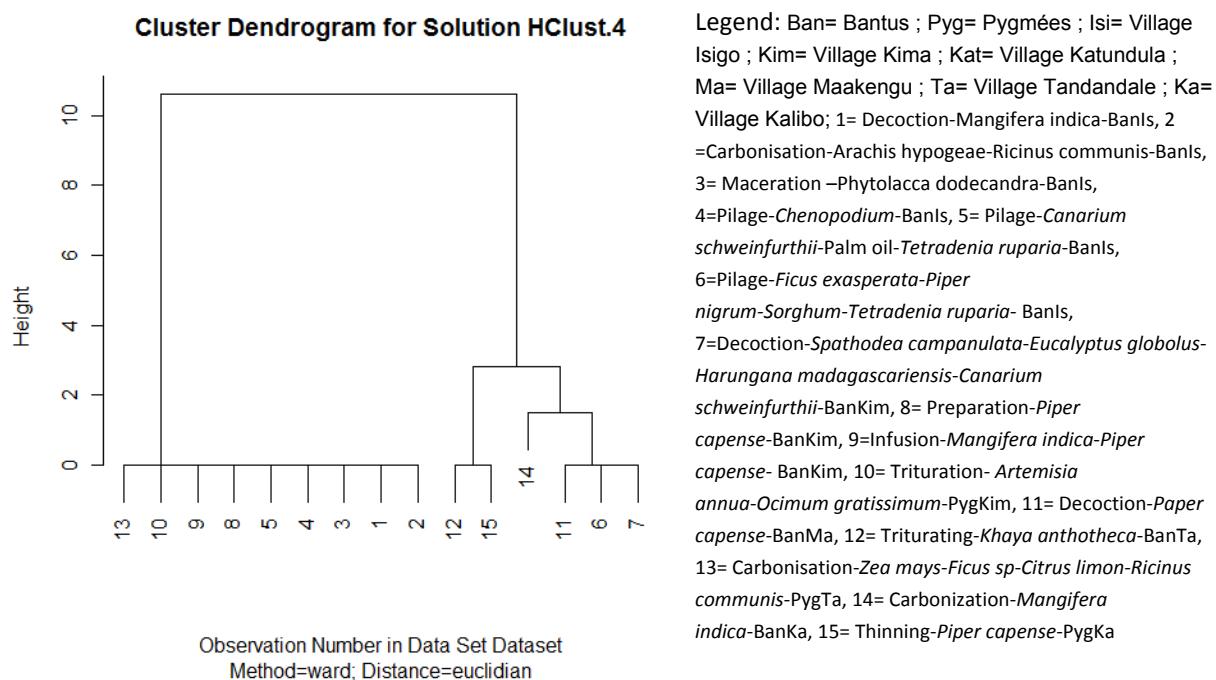 Cluster Dendrogram for Solution HClust.4
10
8
6
4
2
0
Height
13
10
9
8
5
4
3
1
2
12
15
14
11
6
7
Observation Number in Data Set Dataset
Method=ward; Distance=euclidian
Legend: Ban= Bantus ; Pyg= Pygmées ; Isi= Village
Isigo ; Kim= Village Kima ; Kat= Village Katundula ;
Ma= Village Maakengu ; Ta= Village Tandandale ; Ka=
Village Kalibo; 1= Decoction-Mangifera indica-BanIs, 2
=Carbonisation-Arachis hypogeae-Ricinus communis-BanIs,
3= Maceration –Phytolacca dodecandra-BanIs,
4=Pilage-Chenopodium-BanIs, 5= Pilage-Canarium
schweinfurthii-Palm oil-Tetradenia ruparia-BanIs,
6=Pilage-Ficus exasperata-Piper
nigrum-Sorghum-Tetradenia ruparia- BanIs,
7=Decoction-Spathodea campanulata-Eucalyptus globolus-
Harungana madagascariensis-Canarium
schweinfurthii-BanKim, 8= Preparation-Piper
capense-BanKim, 9=Infusion-Mangifera indica-Piper
capense- BanKim, 10= Trituration- Artemisia
annua-Ocimum gratissimum-PygKim, 11= Decoction-Paper
capense-BanMa, 12= Triturating-Khaya anthotheca-BanTa,
13= Carbonisation-Zea mays-Ficus sp-Citrus limon-Ricinus
communis-PygTa, 14= Carbonization-Mangifera
indica-BanKa, 15= Thinning-Piper capense-PygKa